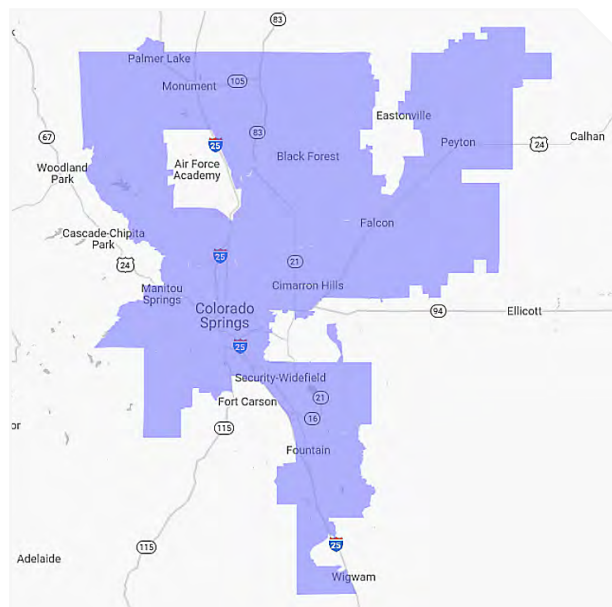 83
Palmer Lake
105
Monument
Eastonville
67
83
25
Peyton
24
Calhan
Black Forest
Air Force
Academy
Woodland
Park
Falcon
Cascade-Chipita
Park
24
25
21
Cimarron Hills
Manitou
Springs
Colorado
Springs
94
Ellicott
25
Security-Widefield
Fort Carson
21
16
115
or
Fountain
25
115
Adelaide
Wigwam